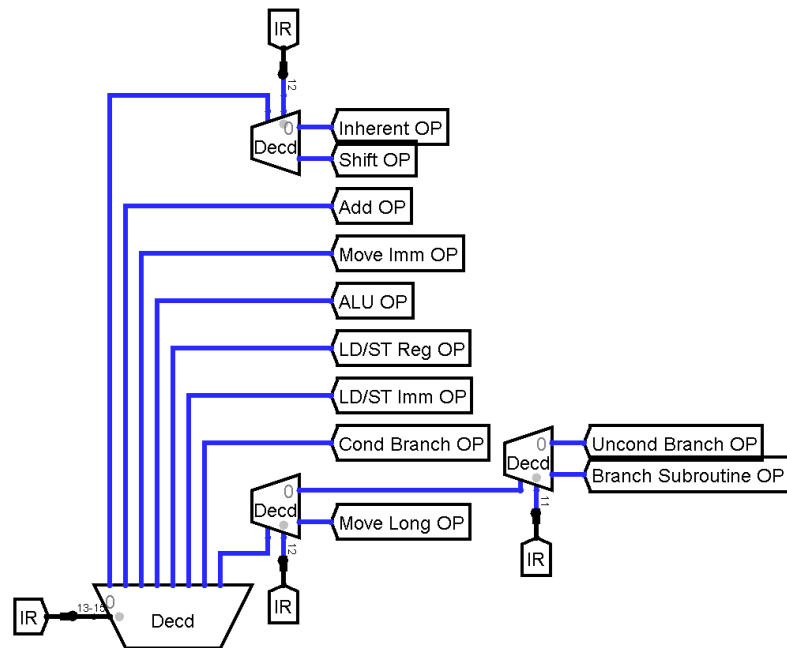 IR
12
0
Inherent OP
Decd
Shift OP
Add OP
Move Imm OP
ALU OP
LD/ST Reg OP
LD/ST Imm OP
Cond Branch OP
0
Uncond Branch OP
Decd
Branch Subroutine OP
11
IR
0
Decd
Move Long OP
12
IR
IR
13-15
0
Decd